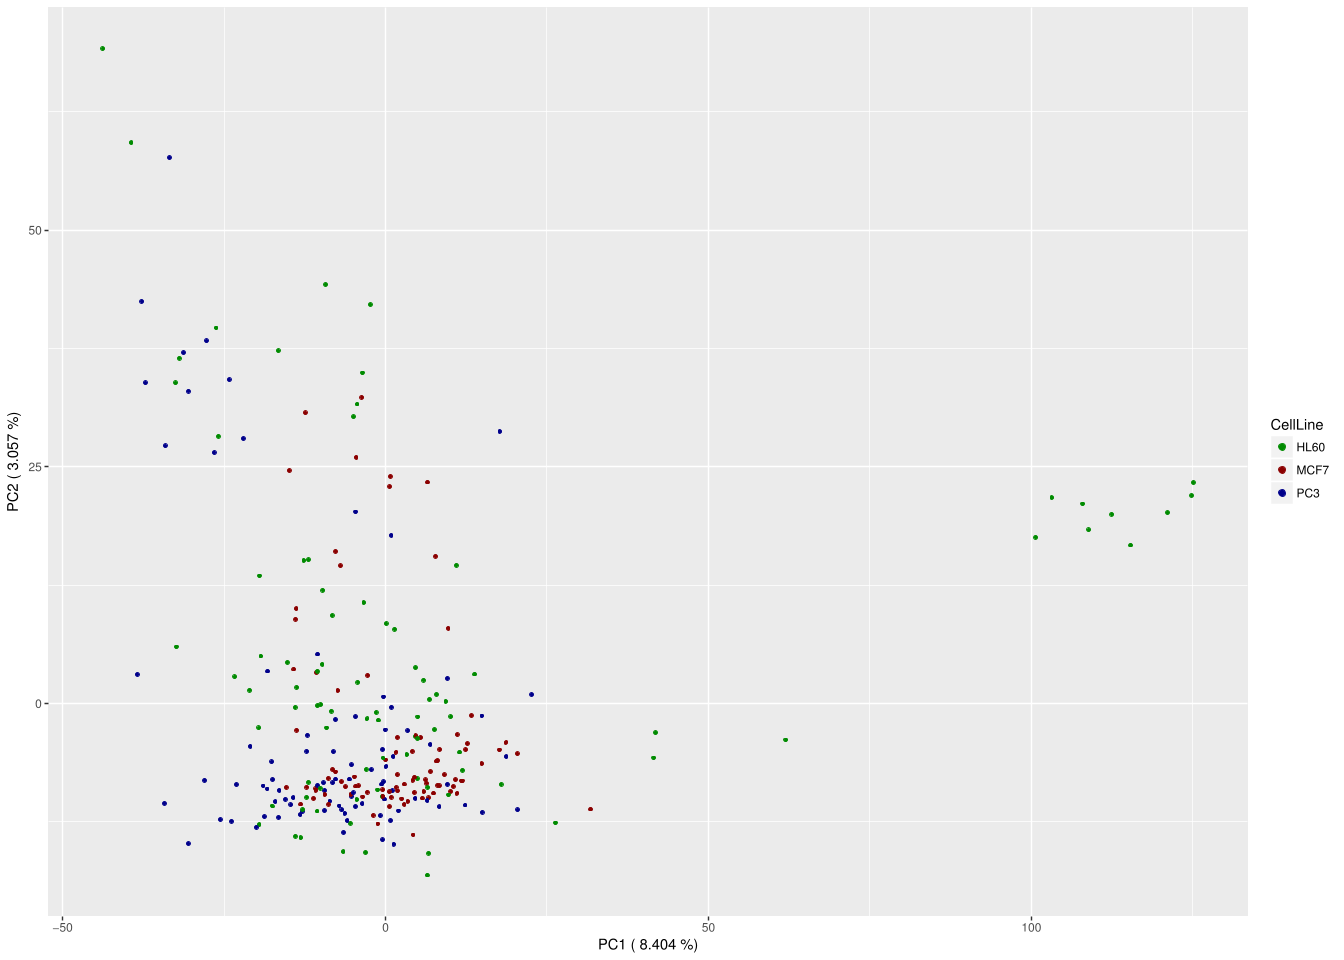 50
25
0
PC2 ( 3.057 %)
−50
0
50
100
PC1 ( 8.404 %)
CellLine
HL60
MCF7
PC3